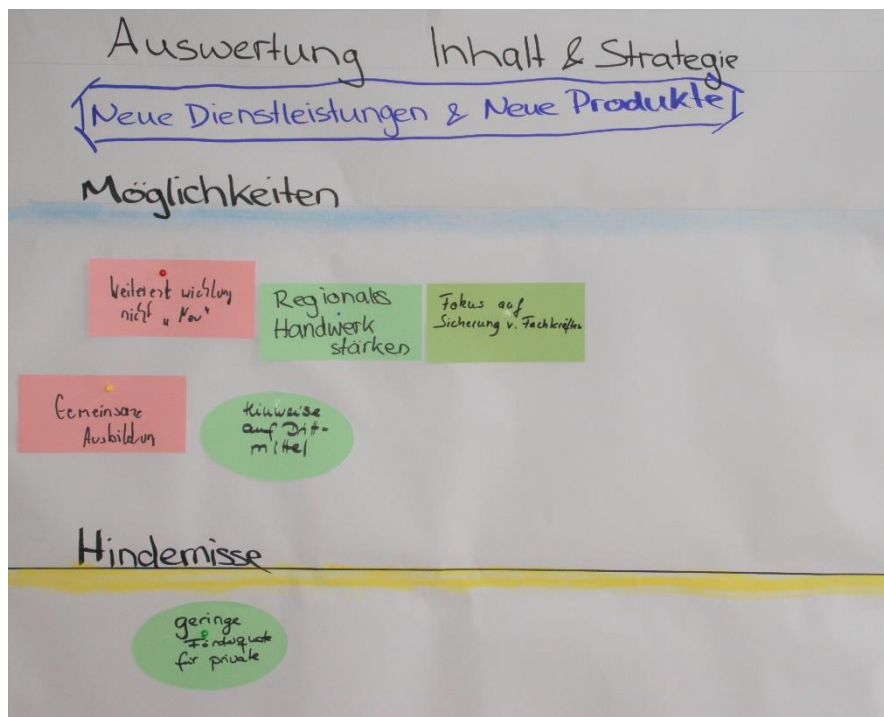 Auswertung Inhalt & Strategie
Neue Dienstleistungen & Neue Produkte
Möglichkeiten
Weiterentwicklung
nicht „Neu“
Regionales
Handwerk
stärken
Fokus auf
Sicherung v. Fachkräften
Gemeinsame
Ausbildung
Hinweise
auf Dritt-
mittel
Hindernisse
geringe
Förderquote
für private